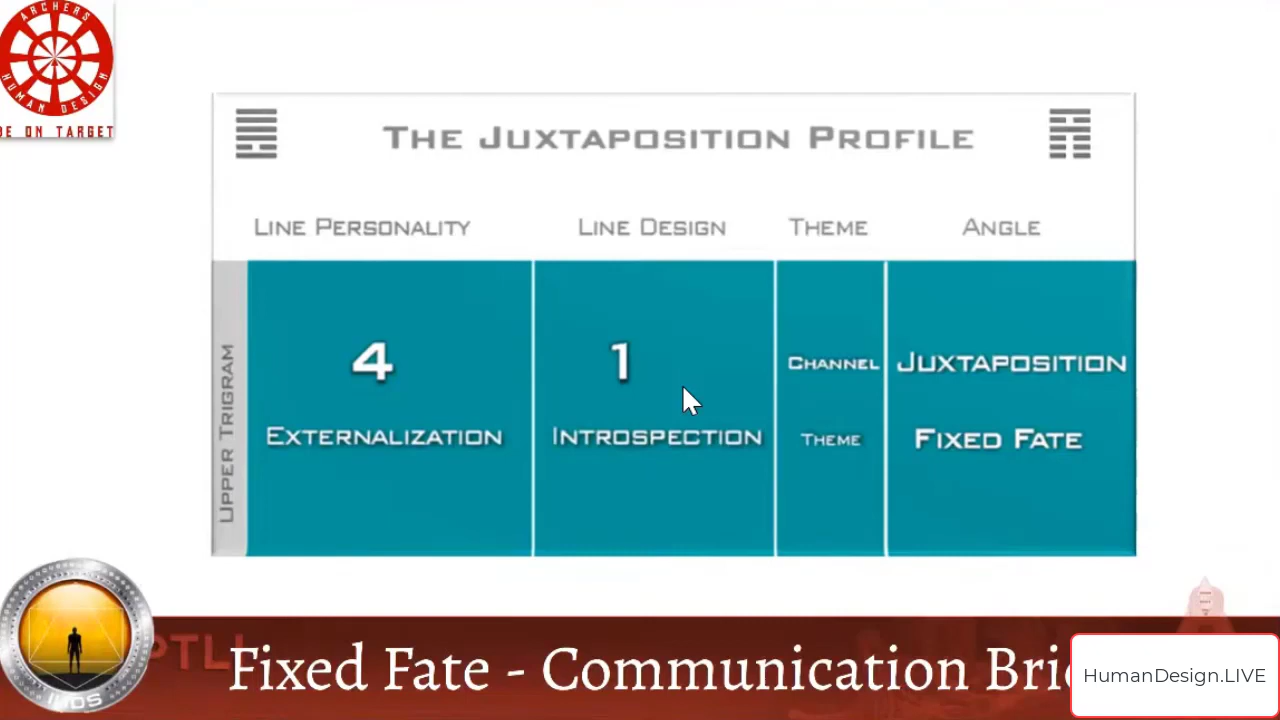 ARCHERS
HUMAN DESIGN
BE ON TARGET
THE JUXTAPOSITION PROFILE
LINE PERSONALITY LINE DESIGN THEME ANGLE
UPPER TRIGRAM
4 1 CHANNEL JUXTAPOSITION
EXTERNALIZATION INTROSPECTION THEME FIXED FATE
Fixed Fate - Communication
HumanDesign.LIVE